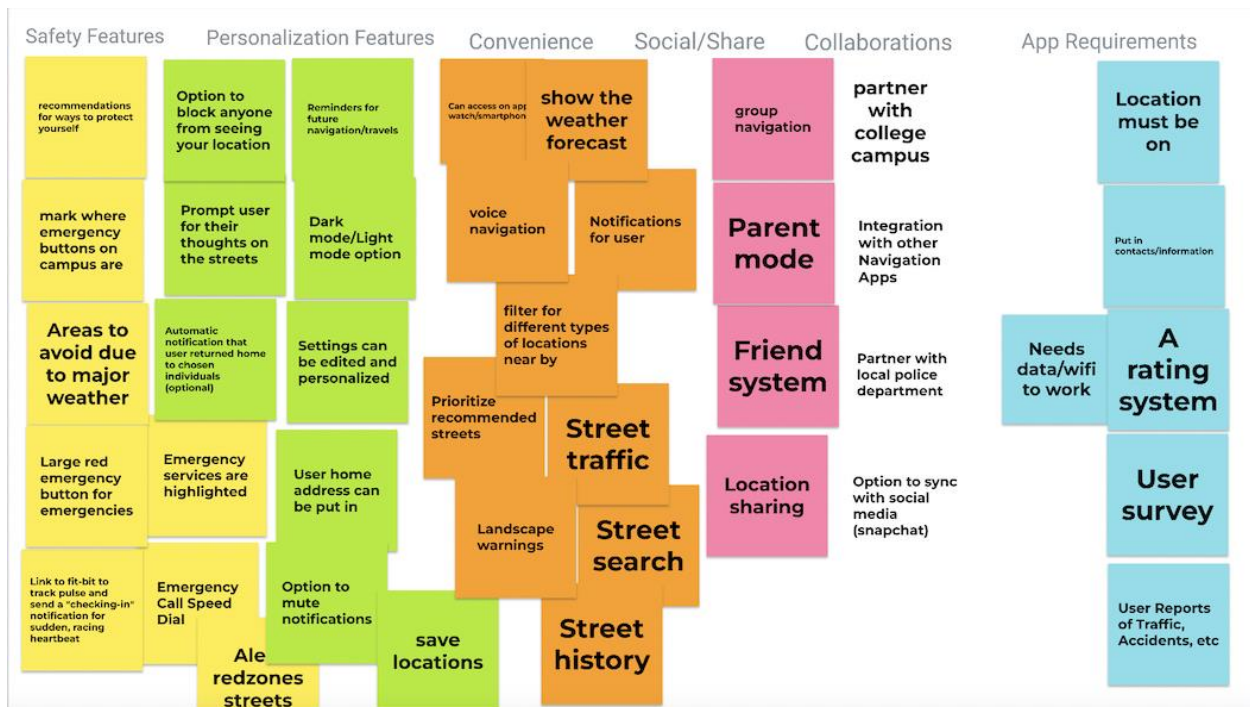 Safety Features
Personalization Features
Convenience
Social/Share
Collaborations
App Requirements
recommendations
for ways to protect
yourself
mark where
emergency
buttons on
campus are
Areas to
avoid due
to major
weather
Large red
emergency
button for
emergencies
Emergency
services are
highlighted
Link to fit-bit to
track pulse and
send a "checking-in"
notification for
sudden, racing
heartbeat
Emergency
Call Speed
Dial
redzones
streets
Option to
block anyone
from seeing
your location
Reminders for
future
navigation/travels
Prompt user
for their
thoughts on
the streets
Dark
mode/Light
mode option
Automatic
notification that
user returned home
to chosen
individuals
(optional)
Settings can
be edited and
personalized
User home
address can
be put in
Option to
mute
notifications
save
locations
Can access on
show the
weather
forecast
voice
navigation
Notifications
for user
filter for
different types
of locations
near by
Prioritize
recommended
streets
Street
traffic
Landscape
warnings
Street
search
Street
history
group
navigation
Parent
mode
Friend
system
Location
sharing
partner
with
college
campus
Integration
with other
Navigation
Apps
Partner with
local police
department
Option to sync
with social
media
(snapchat)
Location
must be
on
Put in
contacts/information
Needs
data/wifi
to work
A
rating
system
User
survey
User Reports
of Traffic,
Accidents, etc